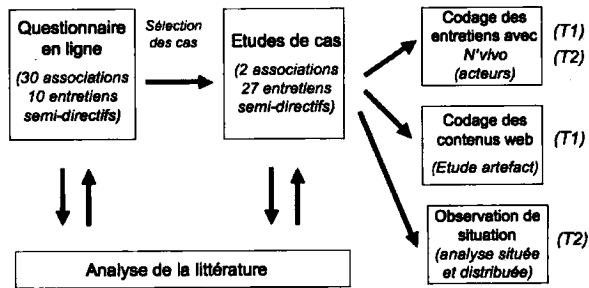 Questionnaire
en ligne
(30 associations
10 entretiens
semi-directifs)
Sélection
des cas
Etudes de cas
(2 associations
27 entretiens
semi-directifs)
Codage des
entretiens avec
N'vivo
(acteurs)
(T1)
(T2)
Codage des
contenus web
(Etude artefact)
(T1)
Observation de
situation
(analyse située
et distribuée)
(T2)
Analyse de la littérature